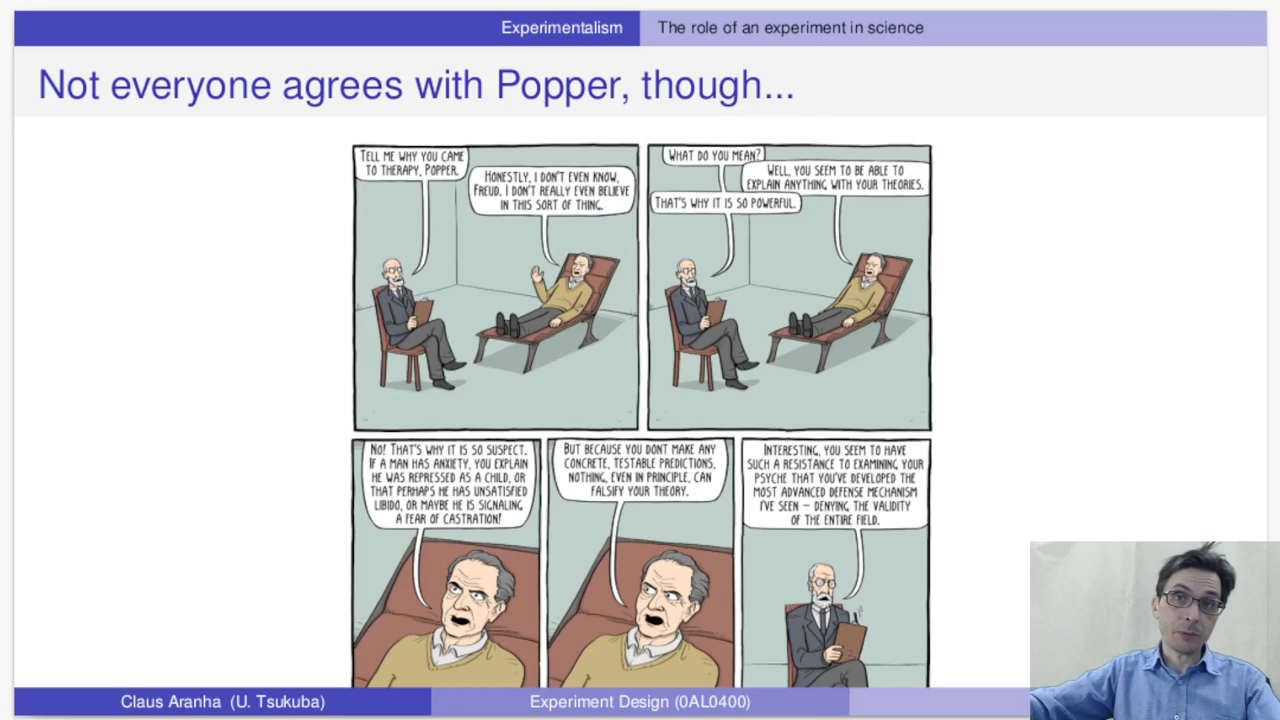 Experimentalism
The role of an experiment in science
Not everyone agrees with Popper, though...
TELL ME WHY YOU CAME
TO THERAPY, POPPER.
HONESTLY, I DON'T EVEN KNOW,
FREUD. I DON'T REALLY EVEN BELIEVE
IN THIS SORT OF THING.
WHAT DO YOU MEAN?
WELL, YOU SEEM TO BE ABLE TO
EXPLAIN ANYTHING WITH YOUR THEORIES.
THAT'S WHY IT IS SO POWERFUL.
NO! THAT'S WHY IT IS SO SUSPECT.
IF A MAN HAS ANXIETY, YOU EXPLAIN
HE WAS REPRESSED AS A CHILD, OR
THAT PERHAPS HE HAS UNSATISFIED
LIBIDO, OR MAYBE HE IS SIGNALING
A FEAR OF CASTRATION!
BUT BECAUSE YOU DONT MAKE ANY
CONCRETE, TESTABLE PREDICTIONS,
NOTHING, EVEN IN PRINCIPLE, CAN
FALSIFY YOUR THEORY.
INTERESTING, YOU SEEM TO HAVE
SUCH A RESISTANCE TO EXAMINING YOUR
PSYCHE THAT YOU'VE DEVELOPED THE
MOST ADVANCED DEFENSE MECHANISM
I'VE SEEN – DENYING THE VALIDITY
OF THE ENTIRE FIELD.
Claus Aranha (U. Tsukuba)
Experiment Design (0AL0400)